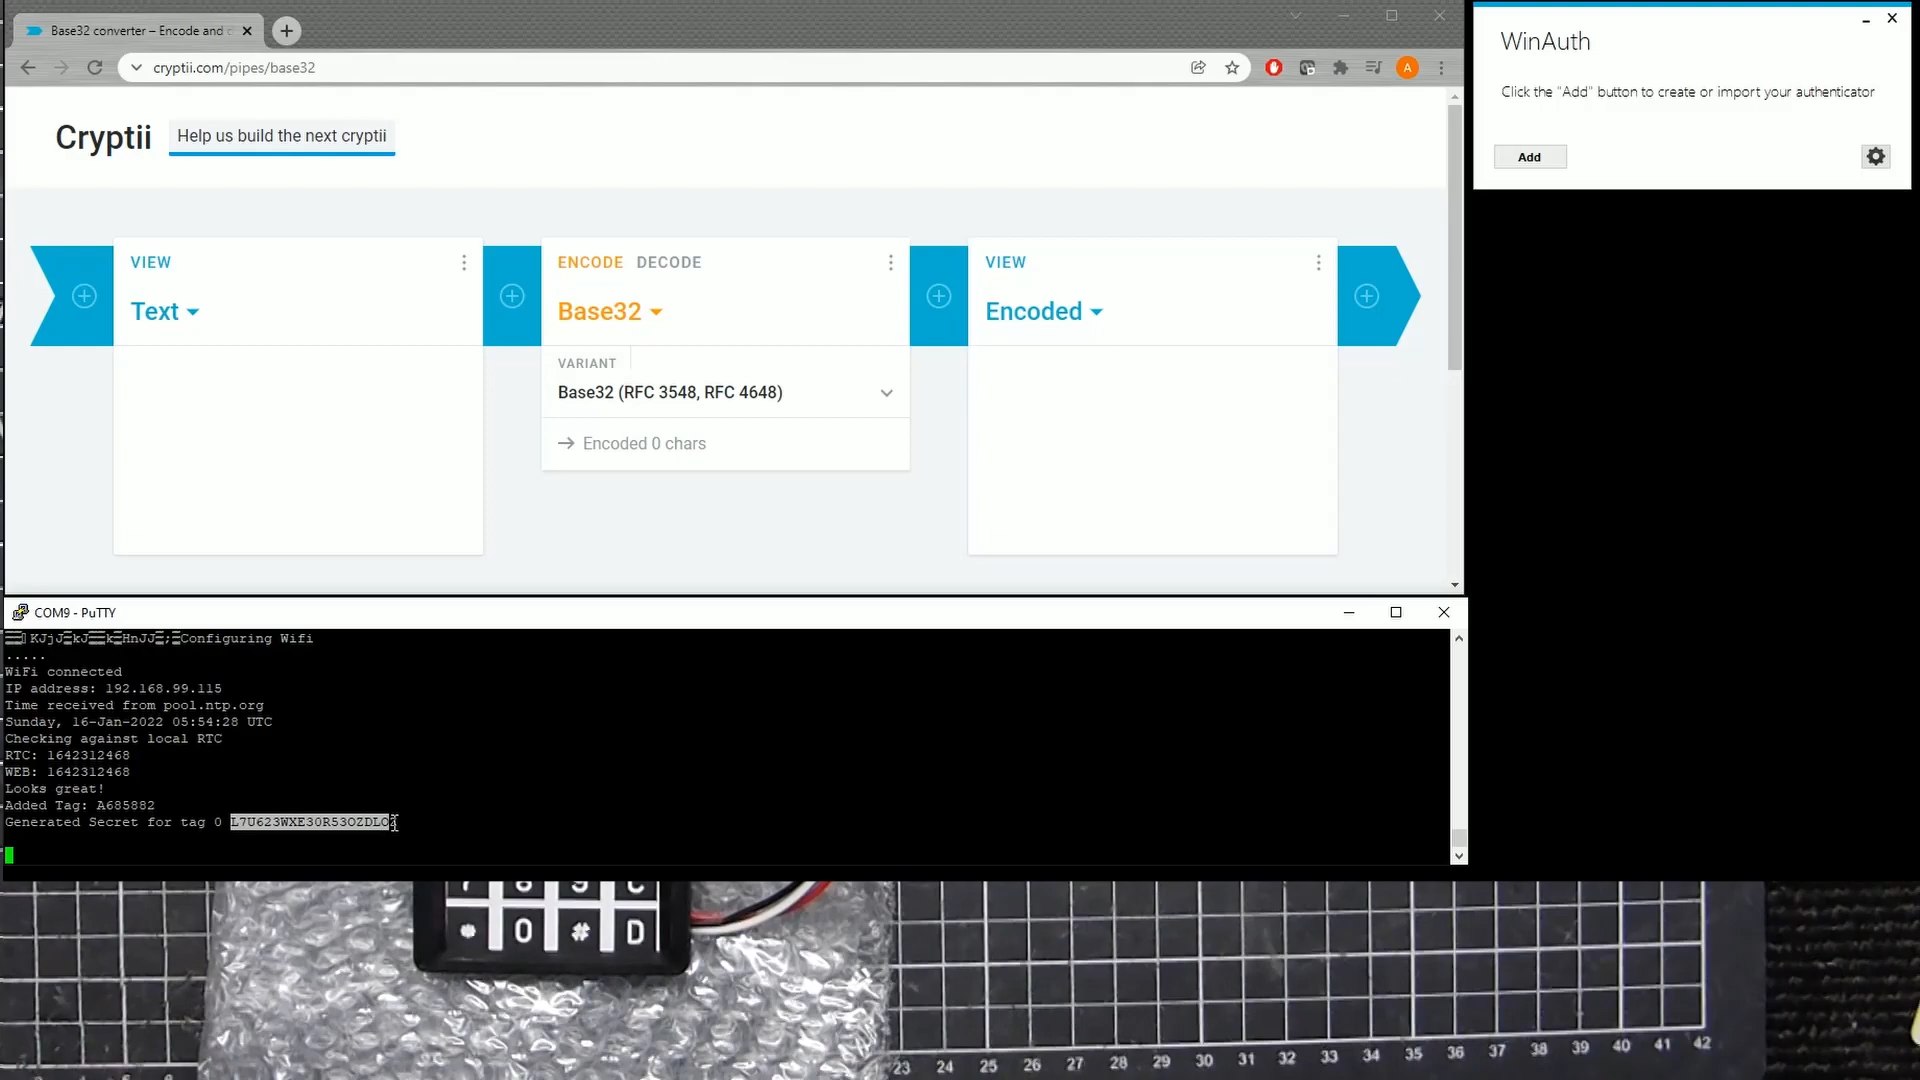 Base32 converter – Encode and
cryptii.com/pipes/base32
A
Cryptii
Help us build the next cryptii
VIEW
Text
ENCODE DECODE
Base32
VARIANT
Base32 (RFC 3548, RFC 4648)
Encoded 0 chars
VIEW
Encoded
WinAuth
Click the "Add" button to create or import your authenticator
Add
COM9 - PuTTY
Configuring Wifi
.....
WiFi connected
IP address: 192.168.99.115
Time received from pool.ntp.org
Sunday, 16-Jan-2022 05:54:28 UTC
Checking against local RTC
RTC: 1642312468
WEB: 1642312468
Looks great!
Added Tag: A685882
Generated Secret for tag 0
7 8 9 C
* 0 # D
23 24 25 26 27 28 29 30 31 32 33 34 35 36 37 38 39 40 41 42